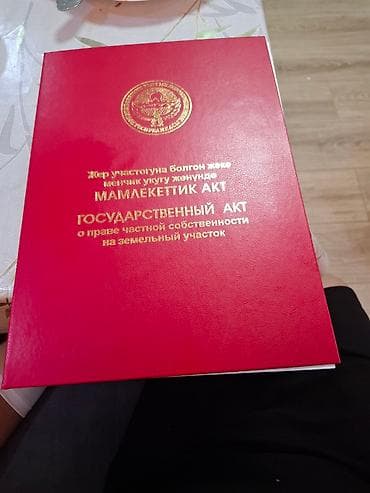 Жер участогуна болгон жеке
менчик укугу жөнүндө
МАМЛЕКЕТТИК АКТ
ГОСУДАРСТВЕННЫЙ АКТ
о праве частной собственности
на земельный участок